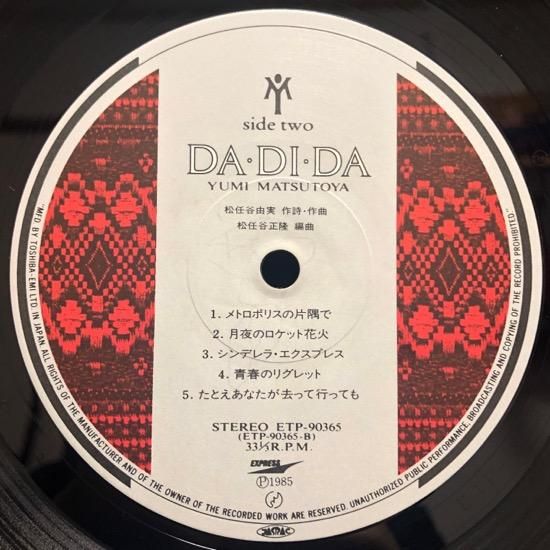 side two
DA•DI•DA
YUMI MATSUTOYA
松任谷由実 作詩・作曲
松任谷正隆 編曲
1. メトロポリスの片隅で
2. 月夜のロケット花火
3. シンデレラ・エクスプレス
4. 青春のリグレット
5. たとえあなたが去って行っても
STEREO ETP-90365
(ETP-90365-B)
33⅓R.P.M.
EXPRESS
Ⓟ1985
"MFD. BY TOSHIBA-EMI LTD. IN JAPAN. ALL RIGHTS OF THE MANUFACTURER AND OF THE OWNER OF THE RECORDED WORK ARE RESERVED. UNAUTHORIZED PUBLIC PERFORMANCE, BROADCASTING AND COPYING OF THE RECORD PROHIBITED."
JASRAC